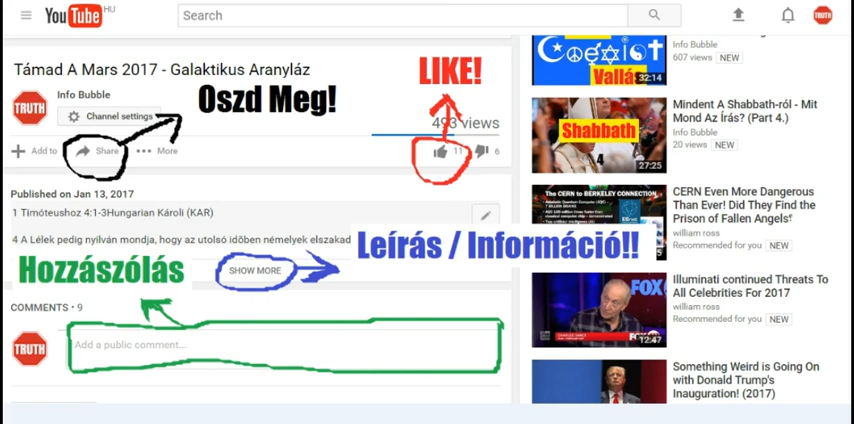 YouTube HU
Search
TRUTH
Támad A Mars 2017 - Galaktikus Aranyláz
LIKE!
TRUTH
Info Bubble
Channel settings
Oszd Meg!
493 views
Add to
Share
More
11
6
Published on Jan 13, 2017
1 Timóteushoz 4:1-3Hungarian Károli (KAR)
4 A Lélek pedig nyilván mondja, hogy az utolsó időben némelyek elszakad
Leírás / Információ!!
Hozzászólás
SHOW MORE
COMMENTS • 9
TRUTH
Add a public comment...
Vallás
32:14
Info Bubble
607 views NEW
Shabbath
4
27:25
Mindent A Shabbath-ról - Mit
Mond Az Írás? (Part 4.)
Info Bubble
20 views NEW
The CERN to BERKELEY CONNECTION
CERN Even More Dangerous
Than Ever! Did They Find the
Prison of Fallen Angels"
william ross
Recommended for you NEW
FOX
12:47
Illuminati continued Threats To
All Celebrities For 2017
william ross
Recommended for you NEW
Something Weird is Going On
with Donald Trump's
Inauguration! (2017)